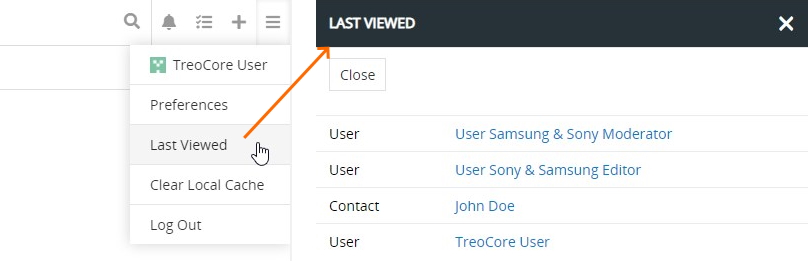 TreoCore User
Preferences
Last Viewed
Clear Local Cache
Log Out
LAST VIEWED
Close
User User Samsung & Sony Moderator
User User Sony & Samsung Editor
Contact John Doe
User TreoCore User